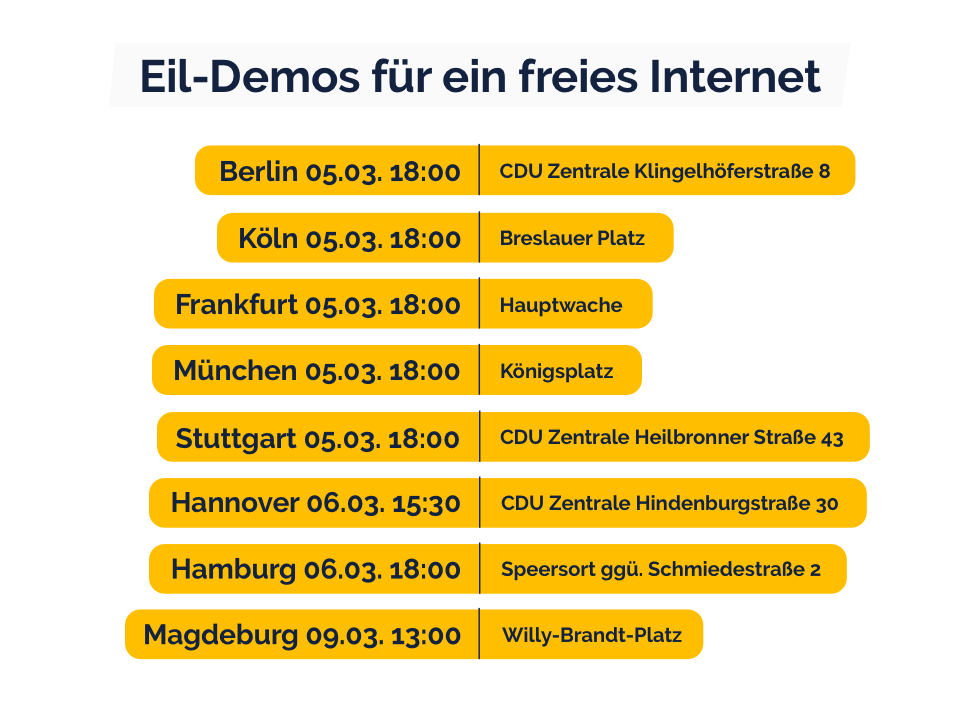 Eil-Demos für ein freies Internet
Berlin 05.03. 18:00 CDU Zentrale Klingelhöferstraße 8
Köln 05.03. 18:00 Breslauer Platz
Frankfurt 05.03. 18:00 Hauptwache
München 05.03. 18:00 Königsplatz
Stuttgart 05.03. 18:00 CDU Zentrale Heilbronner Straße 43
Hannover 06.03. 15:30 CDU Zentrale Hindenburgstraße 30
Hamburg 06.03. 18:00 Speersort ggü. Schmiedestraße 2
Magdeburg 09.03. 13:00 Willy-Brandt-Platz